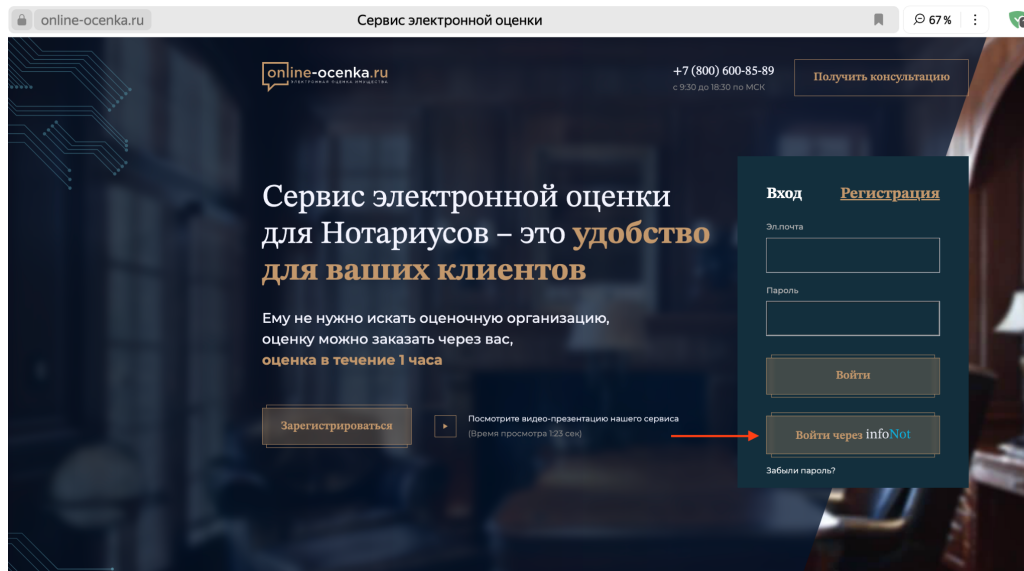 online-ocenka.ru
Сервис электронной оценки
67 %
online-ocenka.ru
ЭЛЕКТРОННАЯ ОЦЕНКА ИМУЩЕСТВА
+7 (800) 600-85-89
с 9:30 до 18:30 по МСК
Получить консультацию
Сервис электронной оценки
для Нотариусов – это удобство
для ваших клиентов
Ему не нужно искать оценочную организацию,
оценку можно заказать через вас,
оценка в течение 1 часа
Зарегистрироваться
Посмотрите видео-презентацию нашего сервиса
(Время просмотра 1:23 сек)
Вход
Регистрация
Эл.почта
Пароль
Войти
Войти через infoNot
Забыли пароль?